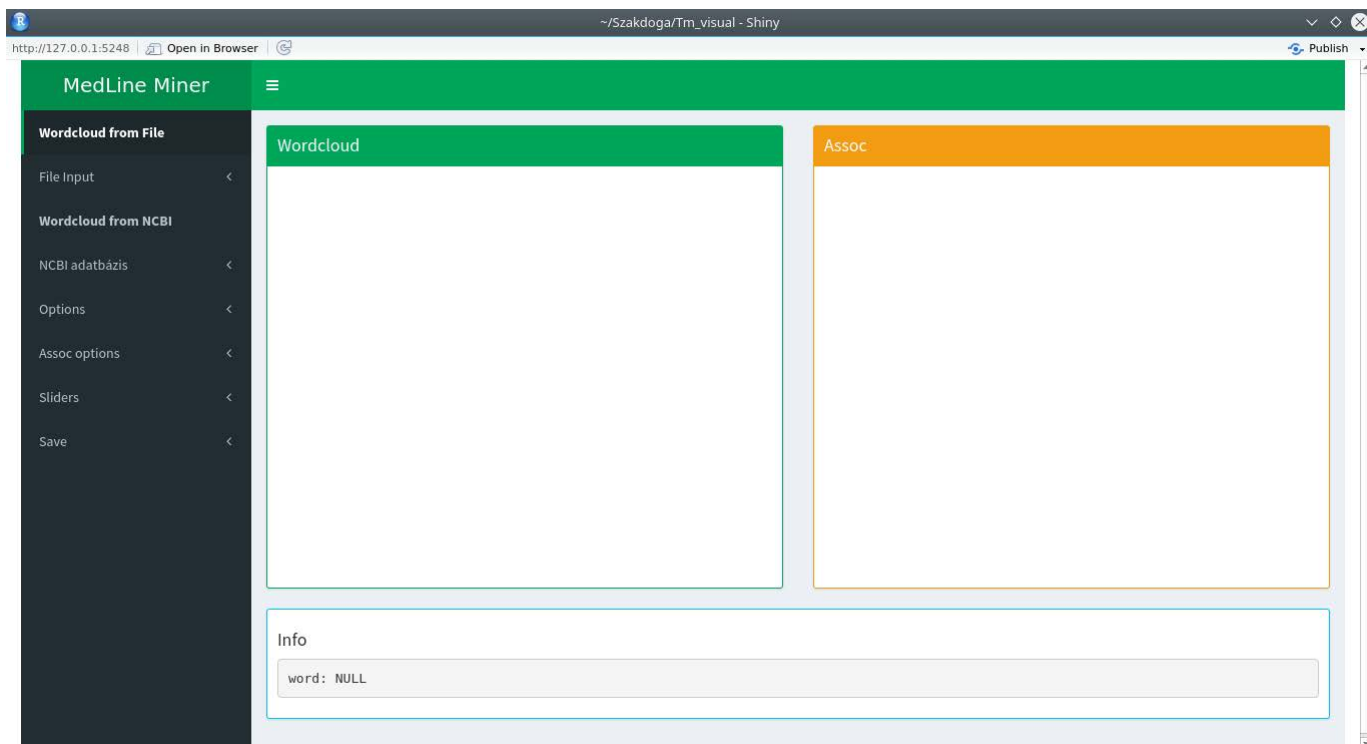 ~/Szakdoga/Tm_visual - Shiny
http://127.0.0.1:5248 Open in Browser Publish
MedLine Miner
Wordcloud from File
File Input
Wordcloud from NCBI
NCBI adatbázis
Options
Assoc options
Sliders
Save
Wordcloud
Assoc
Info
word: NULL